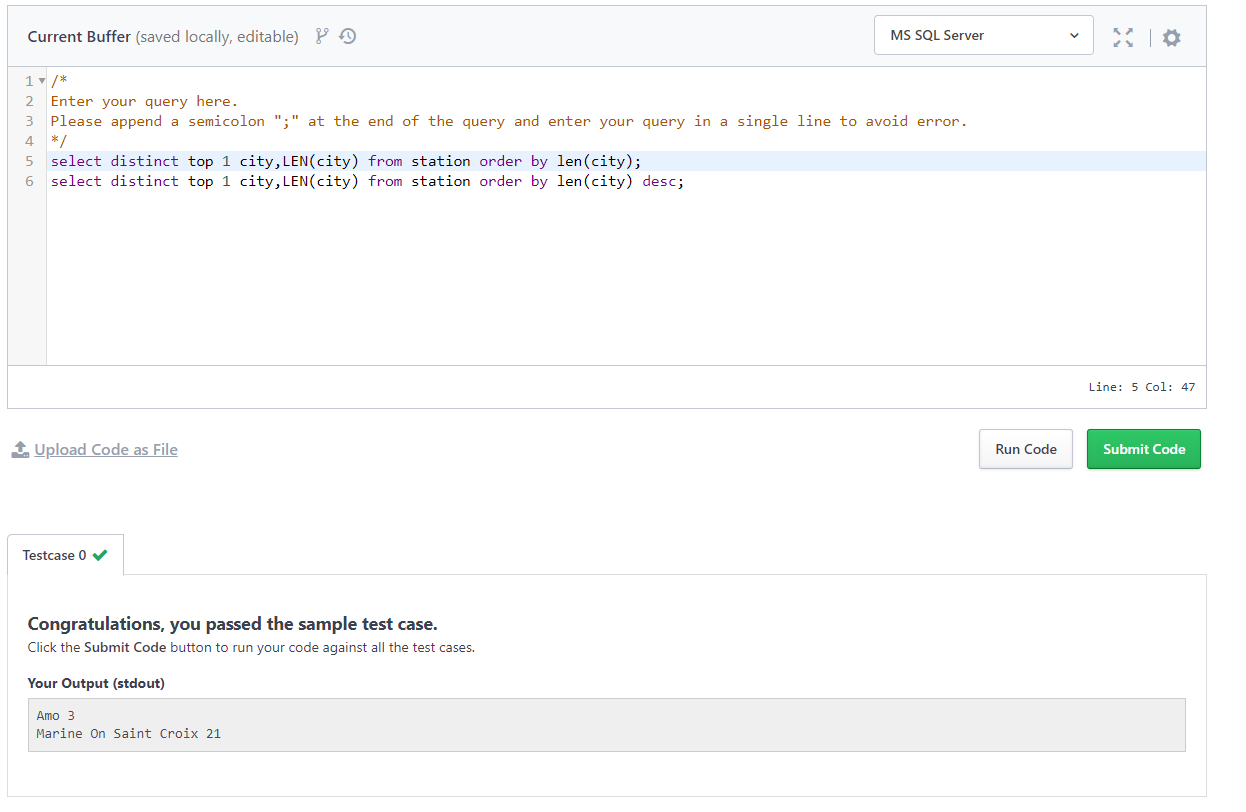 Current Buffer (saved locally, editable)
MS SQL Server
1 /*
2 Enter your query here.
3 Please append a semicolon ";" at the end of the query and enter your query in a single line to avoid error.
4 */
5 select distinct top 1 city,LEN(city) from station order by len(city);
6 select distinct top 1 city,LEN(city) from station order by len(city) desc;
Line: 5 Col: 47
Upload Code as File
Run Code
Submit Code
Testcase 0
Congratulations, you passed the sample test case.
Click the Submit Code button to run your code against all the test cases.
Your Output (stdout)
Amo 3
Marine On Saint Croix 21